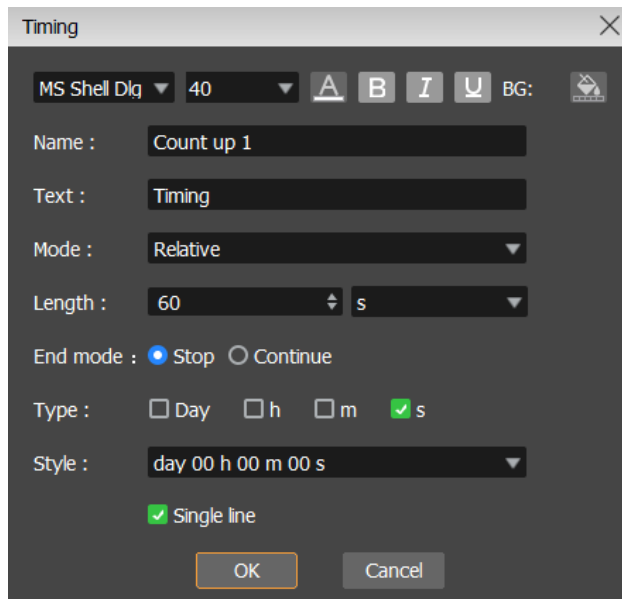 Timing
MS Shell Dlg 40 A B I U BG:
Name : Count up 1
Text : Timing
Mode : Relative
Length : 60 s
End mode : Stop Continue
Type : Day h m s
Style : day 00 h 00 m 00 s
Single line
OK Cancel